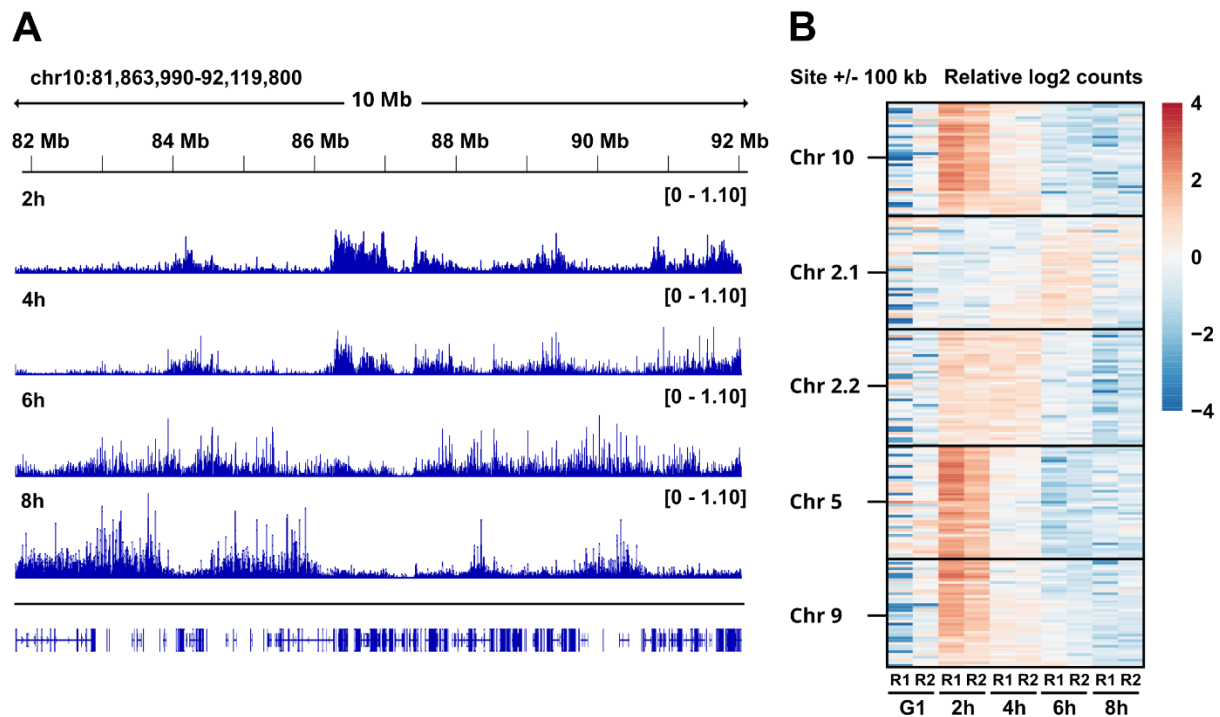 A
chr10:81,863,990-92,119,800
10 Mb
82 Mb 84 Mb 86 Mb 88 Mb 90 Mb 92 Mb
2h [0 - 1.10]
4h [0 - 1.10]
6h [0 - 1.10]
8h [0 - 1.10]
B
Site +/- 100 kb Relative log2 counts
Chr 10
Chr 2.1
Chr 2.2
Chr 5
Chr 9
R1 R2 R1 R2 R1 R2 R1 R2 R1 R2
G1 2h 4h 6h 8h
4
2
0
−2
−4